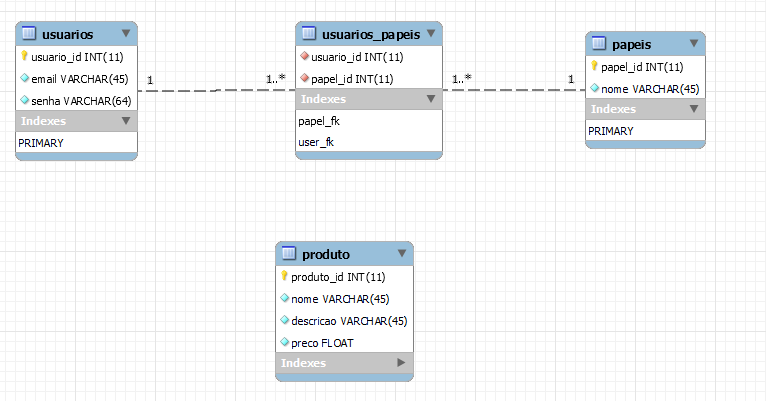 usuarios
usuario_id INT(11)
email VARCHAR(45)
senha VARCHAR(64)
Indexes
PRIMARY
1
1..*
usuarios_papeis
usuario_id INT(11)
papel_id INT(11)
Indexes
papel_fk
user_fk
1..*
1
papeis
papel_id INT(11)
nome VARCHAR(45)
Indexes
PRIMARY
produto
produto_id INT(11)
nome VARCHAR(45)
descricao VARCHAR(45)
preco FLOAT
Indexes